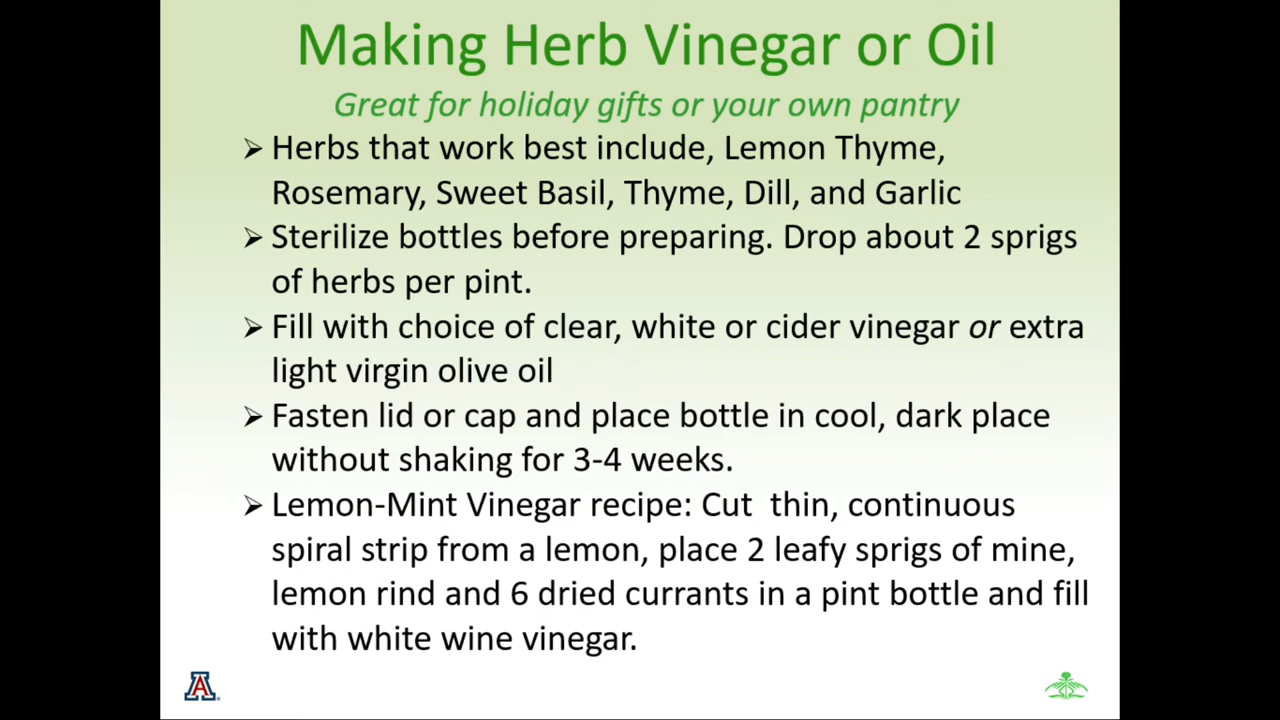 Making Herb Vinegar or Oil
Great for holiday gifts or your own pantry
➢ Herbs that work best include, Lemon Thyme,
Rosemary, Sweet Basil, Thyme, Dill, and Garlic
➢ Sterilize bottles before preparing. Drop about 2 sprigs
of herbs per pint.
➢ Fill with choice of clear, white or cider vinegar or extra
light virgin olive oil
➢ Fasten lid or cap and place bottle in cool, dark place
without shaking for 3-4 weeks.
➢ Lemon-Mint Vinegar recipe: Cut  thin, continuous
spiral strip from a lemon, place 2 leafy sprigs of mine,
lemon rind and 6 dried currants in a pint bottle and fill
with white wine vinegar.
A